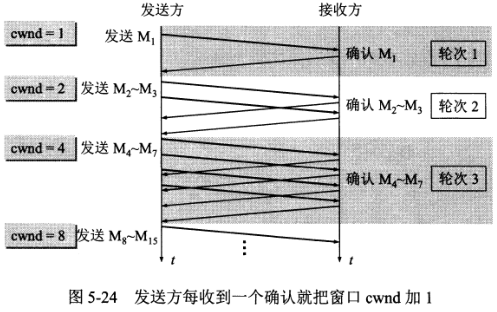 发送方 接收方
cwnd = 1 发送 M1 确认 M1 轮次 1
cwnd = 2 发送 M2~M3 确认 M2~M3 轮次 2
cwnd = 4 发送 M4~M7 确认 M4~M7 轮次 3
cwnd = 8 发送 M8~M15
t t
图 5-24 发送方每收到一个确认就把窗口 cwnd 加 1